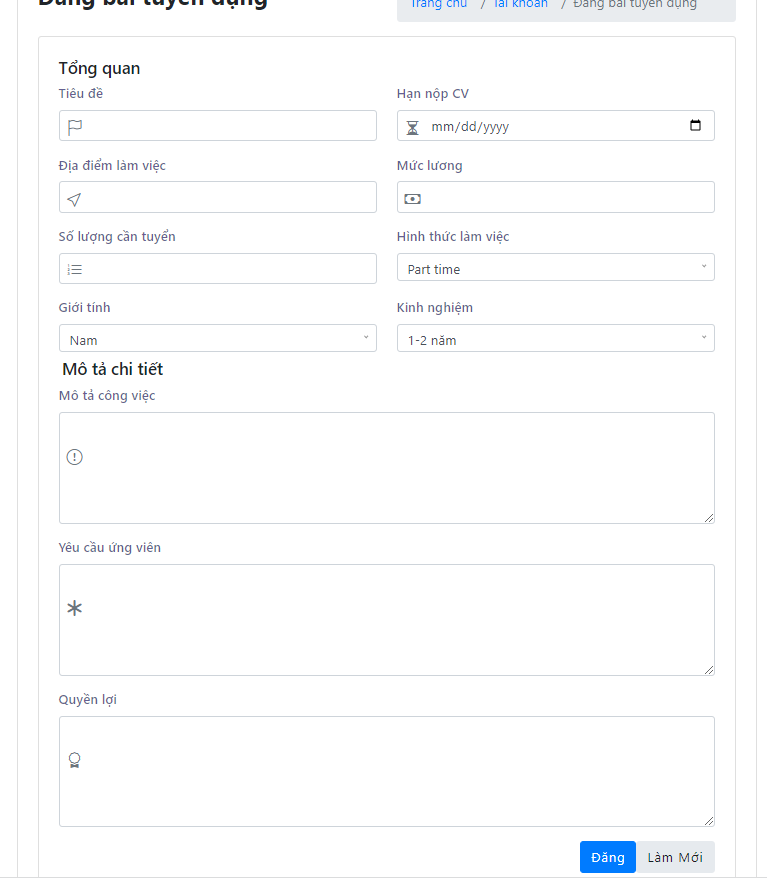 Đăng bài tuyển dụng
Trang chủ / Tài khoản / Đăng bài tuyển dụng
Tổng quan
Tiêu đề
Hạn nộp CV
mm/dd/yyyy
Địa điểm làm việc
Mức lương
Số lượng cần tuyển
Hình thức làm việc
Part time
Giới tính
Kinh nghiệm
Nam
1-2 năm
Mô tả chi tiết
Mô tả công việc
Yêu cầu ứng viên
Quyền lợi
Đăng
Làm Mới